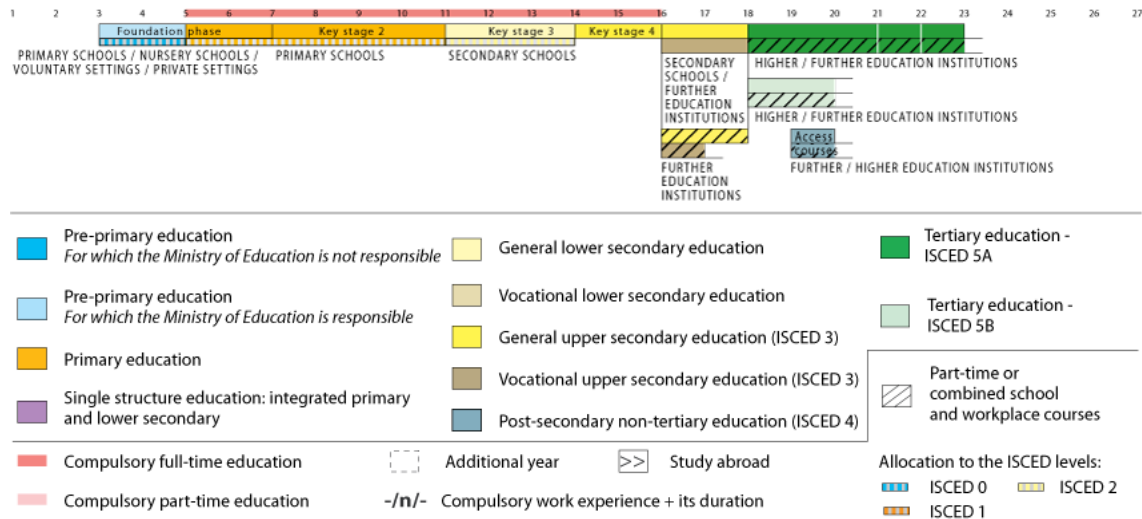 1 2 3 4 5 6 7 8 9 10 11 12 13 14 15 16 17 18 19 20 21 22 23 24 25 26 27
Foundation phase Key stage 2 Key stage 3 Key stage 4
PRIMARY SCHOOLS / NURSERY SCHOOLS /
VOLUNTARY SETTINGS / PRIVATE SETTINGS
PRIMARY SCHOOLS
SECONDARY SCHOOLS
SECONDARY
SCHOOLS /
FURTHER
EDUCATION
INSTITUTIONS
HIGHER / FURTHER EDUCATION INSTITUTIONS
HIGHER / FURTHER EDUCATION INSTITUTIONS
Access
courses
FURTHER
EDUCATION
INSTITUTIONS
FURTHER / HIGHER EDUCATION INSTITUTIONS
Pre-primary education
For which the Ministry of Education is not responsible
Pre-primary education
For which the Ministry of Education is responsible
Primary education
Single structure education: integrated primary
and lower secondary
General lower secondary education
Vocational lower secondary education
General upper secondary education (ISCED 3)
Vocational upper secondary education (ISCED 3)
Post-secondary non-tertiary education (ISCED 4)
Tertiary education -
ISCED 5A
Tertiary education -
ISCED 5B
Part-time or
combined school
and workplace courses
Compulsory full-time education
Compulsory part-time education
Additional year
-/n/- Compulsory work experience + its duration
>> Study abroad
Allocation to the ISCED levels:
ISCED 0 ISCED 2
ISCED 1